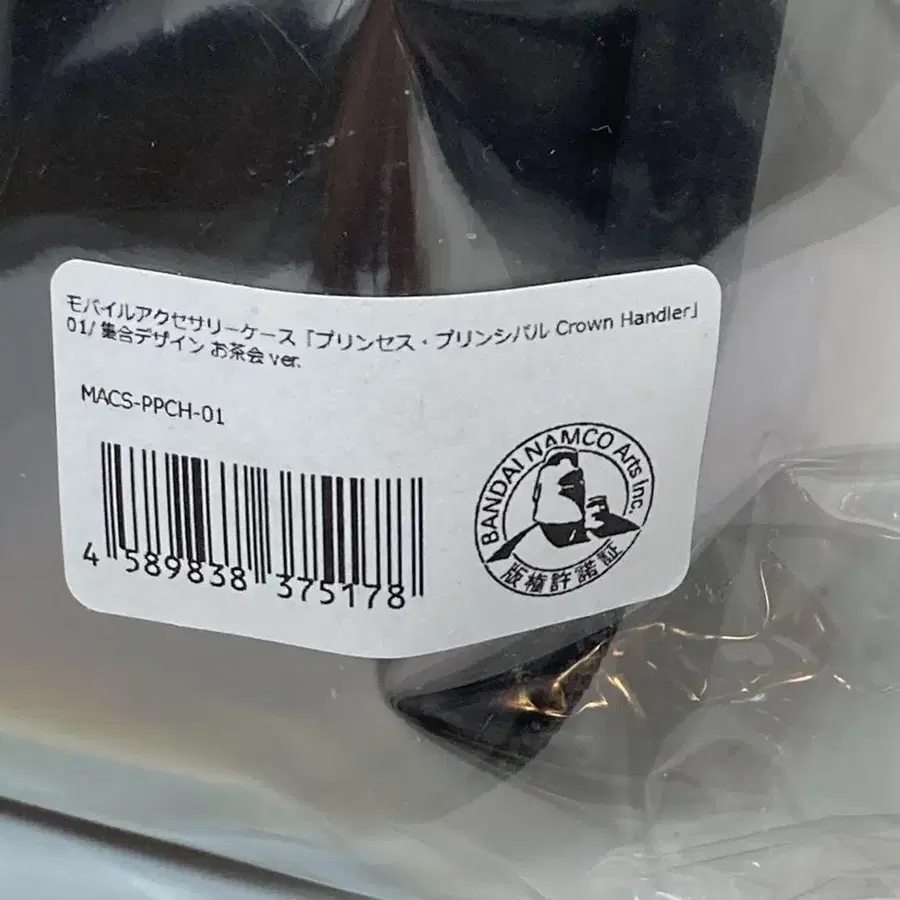 モバイルアクセサリーケース「プリンセス・プリンシパル Crown Handler」
01/ 集合デザイン お茶会 ver.
MACS-PPCH-01
4 589838 375178
BANDAI NAMCO Arts Inc.
版権許諾証